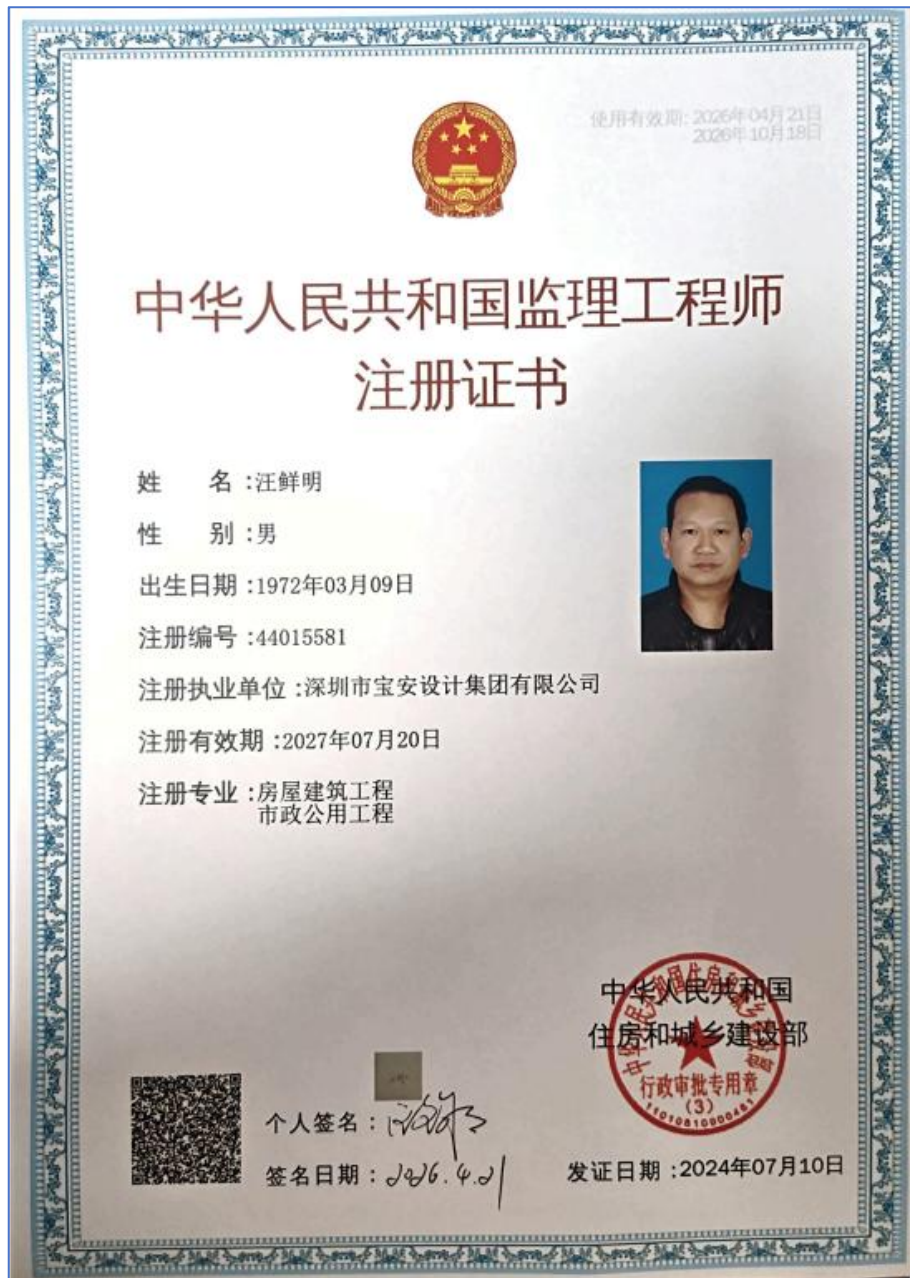 使用有效期: 2026年04月21日
2026年10月18日
中华人民共和国监理工程师
注册证书
姓 名 :汪鲜明
性 别 :男
出生日期 :1972年03月09日
注册编号 :44015581
注册执业单位 :深圳市宝安设计集团有限公司
注册有效期 :2027年07月20日
注册专业 :房屋建筑工程
市政公用工程
中华人民共和国
住房和城乡建设部
行政审批专用章
(3)
个人签名 :
签名日期 : 2026.4.21
发证日期 :2024年07月10日